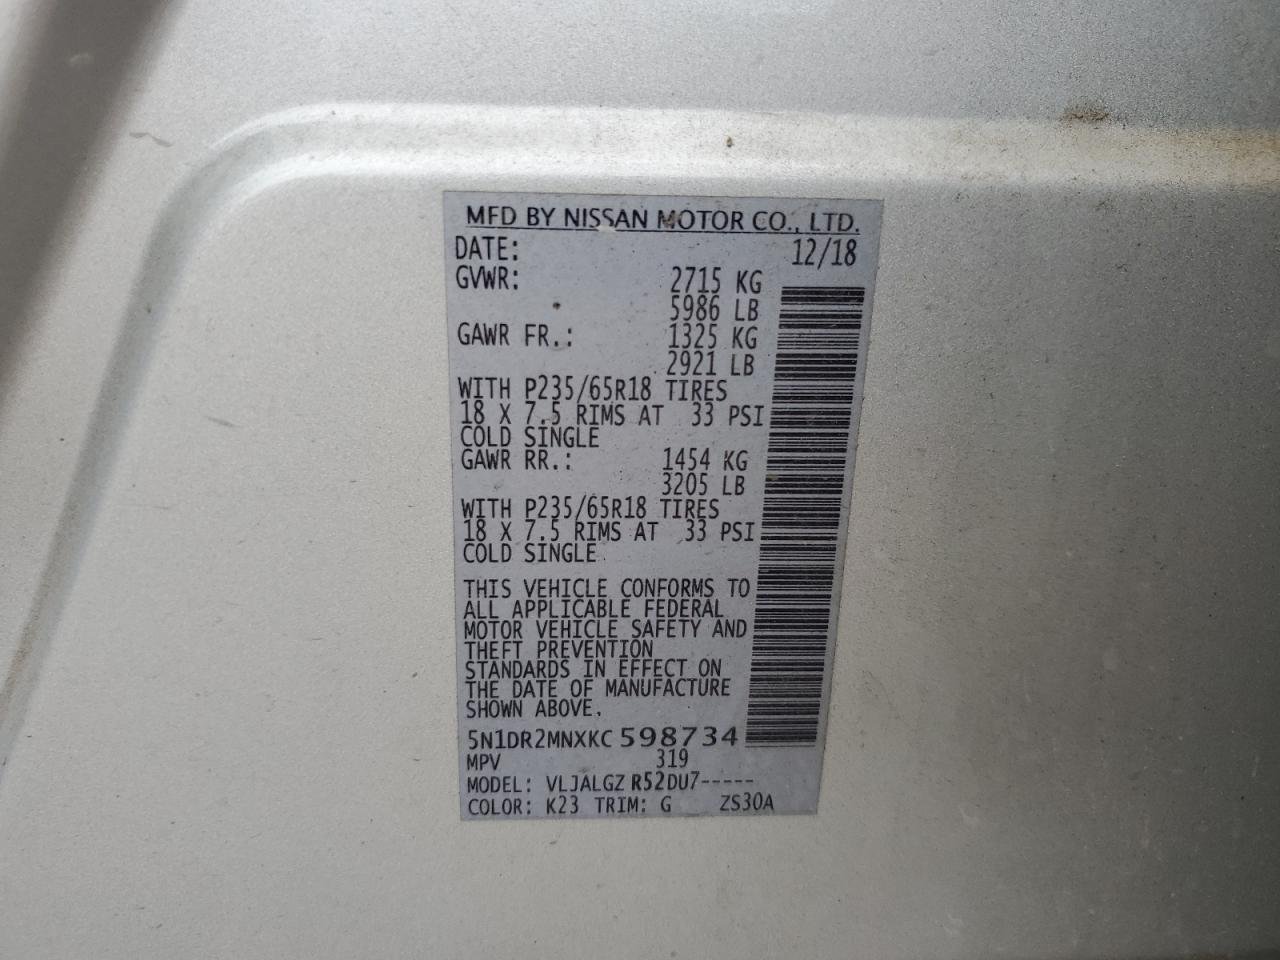 MFD BY NISSAN MOTOR CO., LTD.
DATE: 12/18
GVWR: 2715 KG
5986 LB
GAWR FR.: 1325 KG
2921 LB
WITH P235/65R18 TIRES
18 X 7.5 RIMS AT 33 PSI
COLD SINGLE
GAWR RR.: 1454 KG
3205 LB
WITH P235/65R18 TIRES
18 X 7.5 RIMS AT 33 PSI
COLD SINGLE
THIS VEHICLE CONFORMS TO
ALL APPLICABLE FEDERAL
MOTOR VEHICLE SAFETY AND
THEFT PREVENTION
STANDARDS IN EFFECT ON
THE DATE OF MANUFACTURE
SHOWN ABOVE.
5N1DR2MNXKC598734
MPV 319
MODEL: VLJALGZ R52DU7-----
COLOR: K23 TRIM: G ZS30A